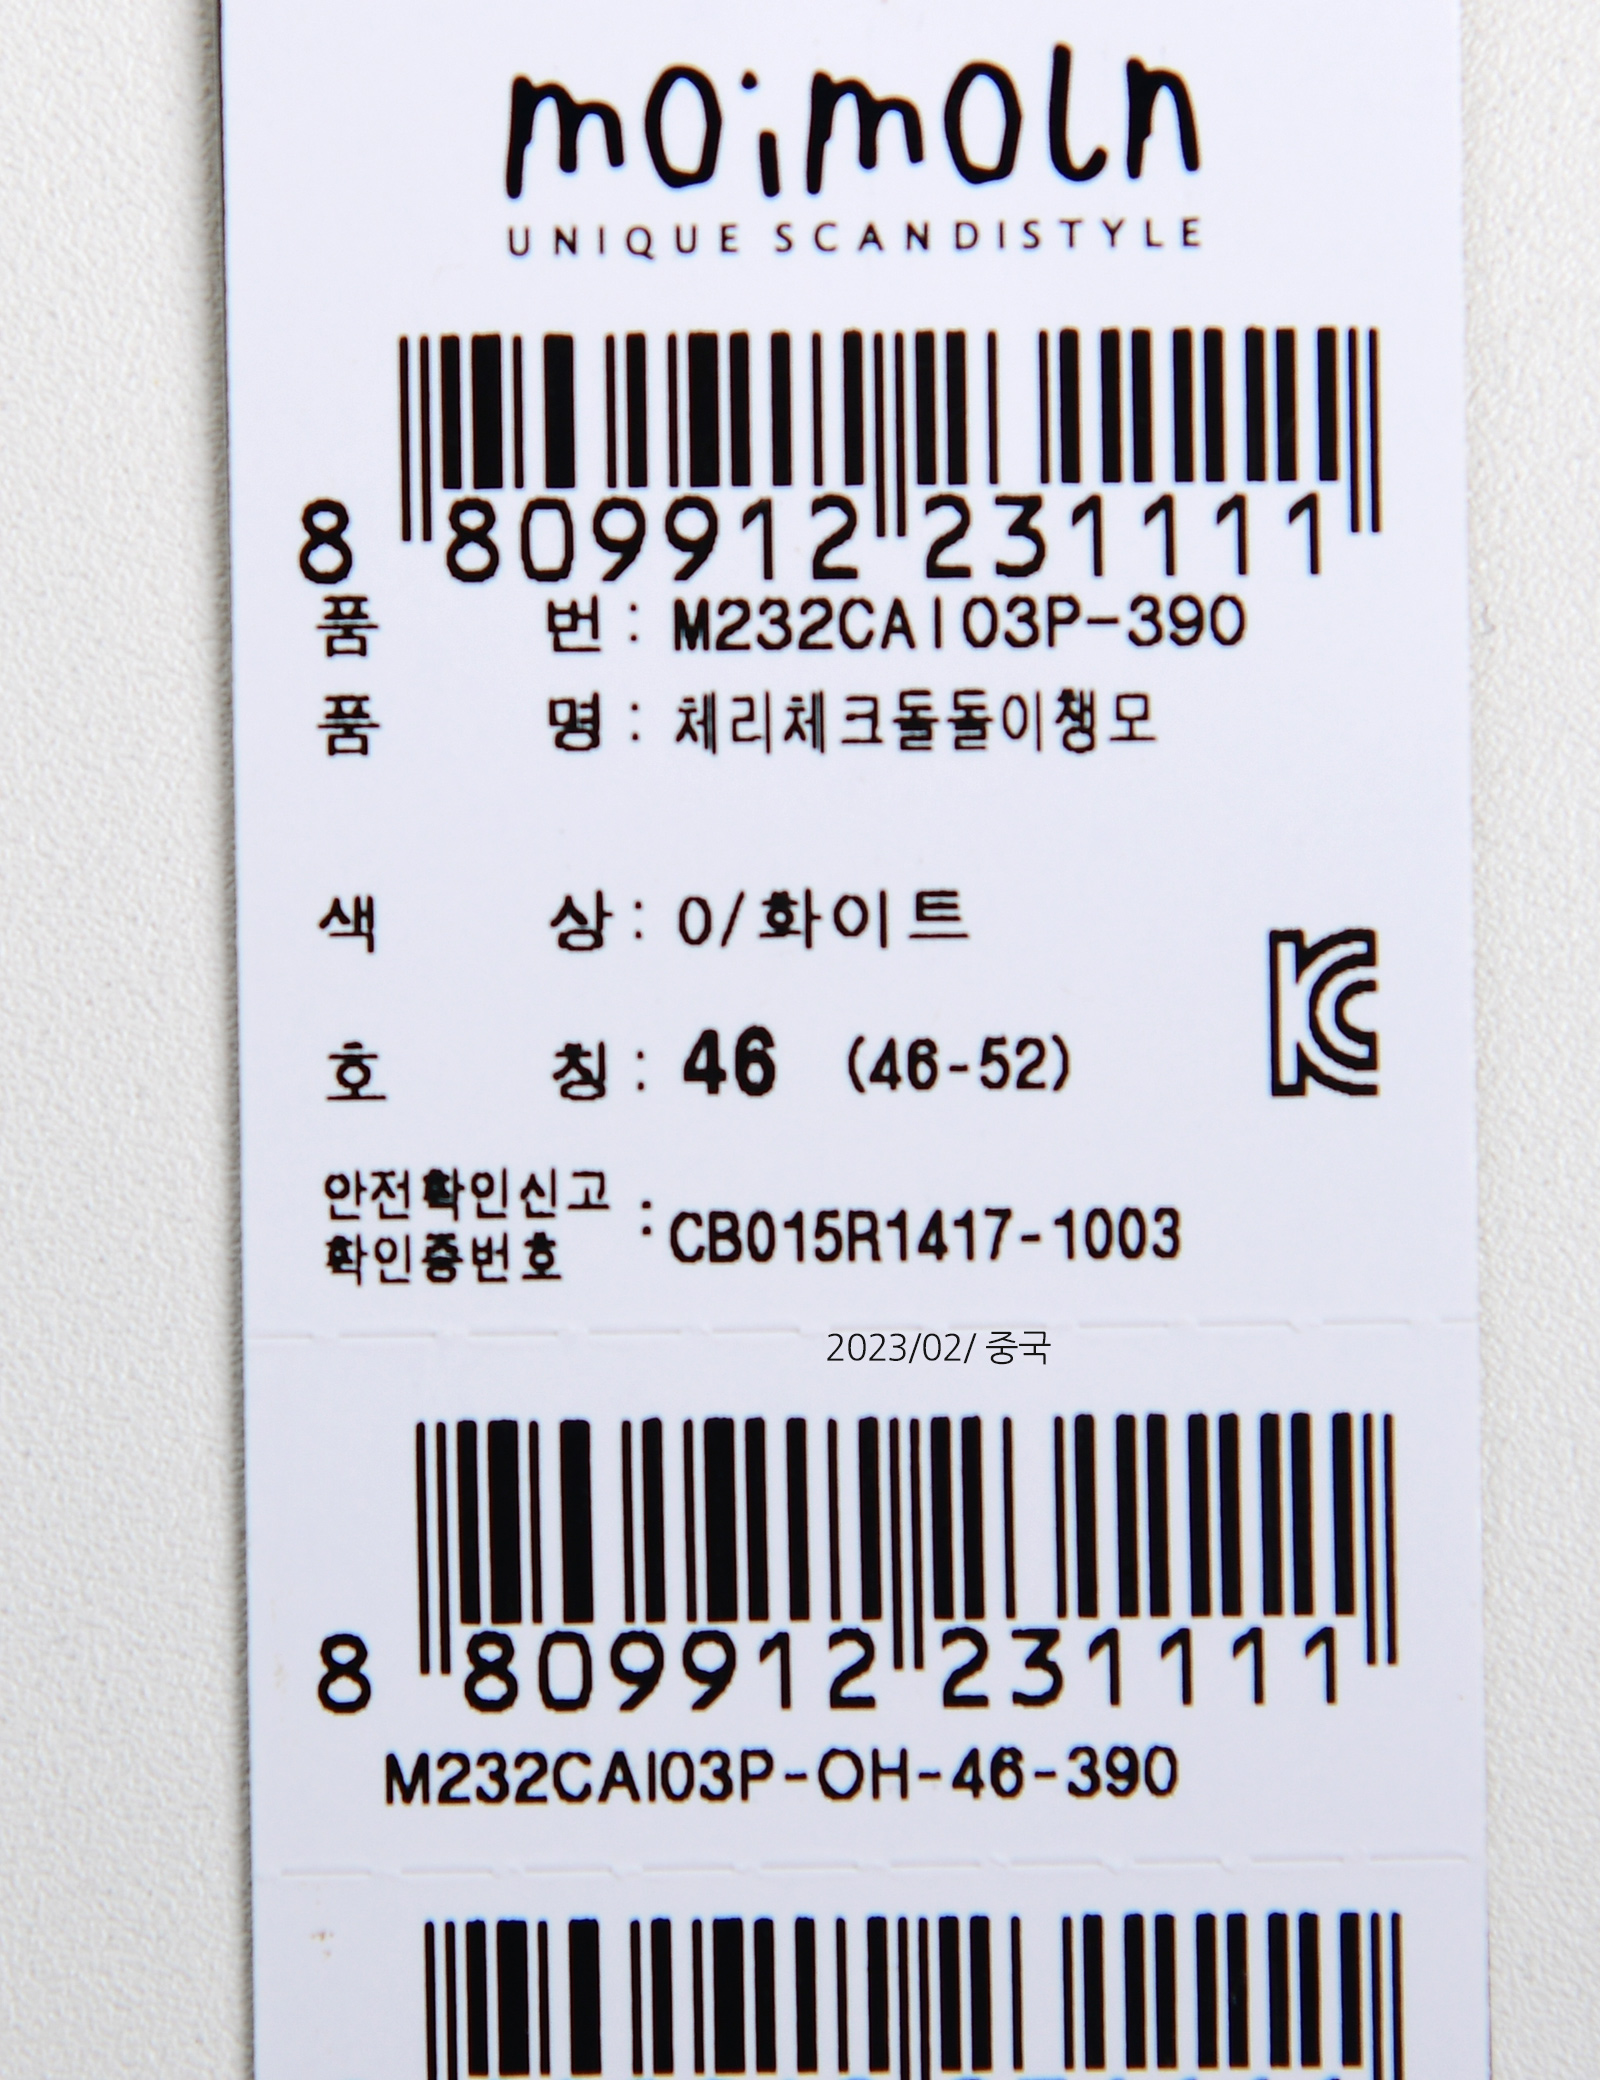 moimoln
UNIQUE SCANDISTYLE
8 809912 231111
품 번 : M232CAI03P-390
품 명 : 체리체크돌돌이챙모
색 상 : 0/화이트
호 칭 : 46 (46-52)
KC
안전확인신고
확인증번호 : CB015R1417-1003
2023/02/ 중국
8 809912 231111
M232CAI03P-OH-46-390